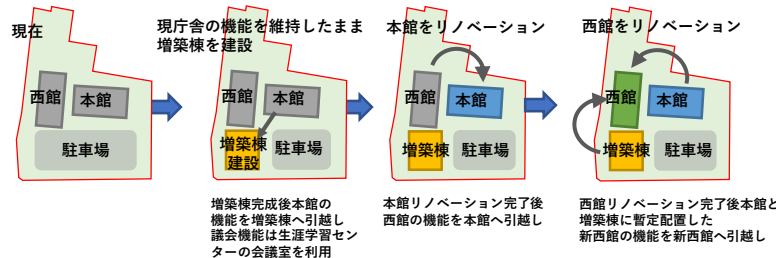 現在
西館
本館
駐車場
現庁舎の機能を維持したまま
増築棟を建設
西館
本館
増築棟
建設
駐車場
増築棟完成後本館の
機能を増築棟へ引越し
議会機能は生涯学習セン
ターの会議室を利用
本館をリノベーション
西館
本館
増築棟
駐車場
本館リノベーション完了後
西館の機能を本館へ引越し
西館をリノベーション
西館
本館
増築棟
駐車場
西館リノベーション完了後本館と
増築棟に暫定配置した
新西館の機能を新西館へ引越し